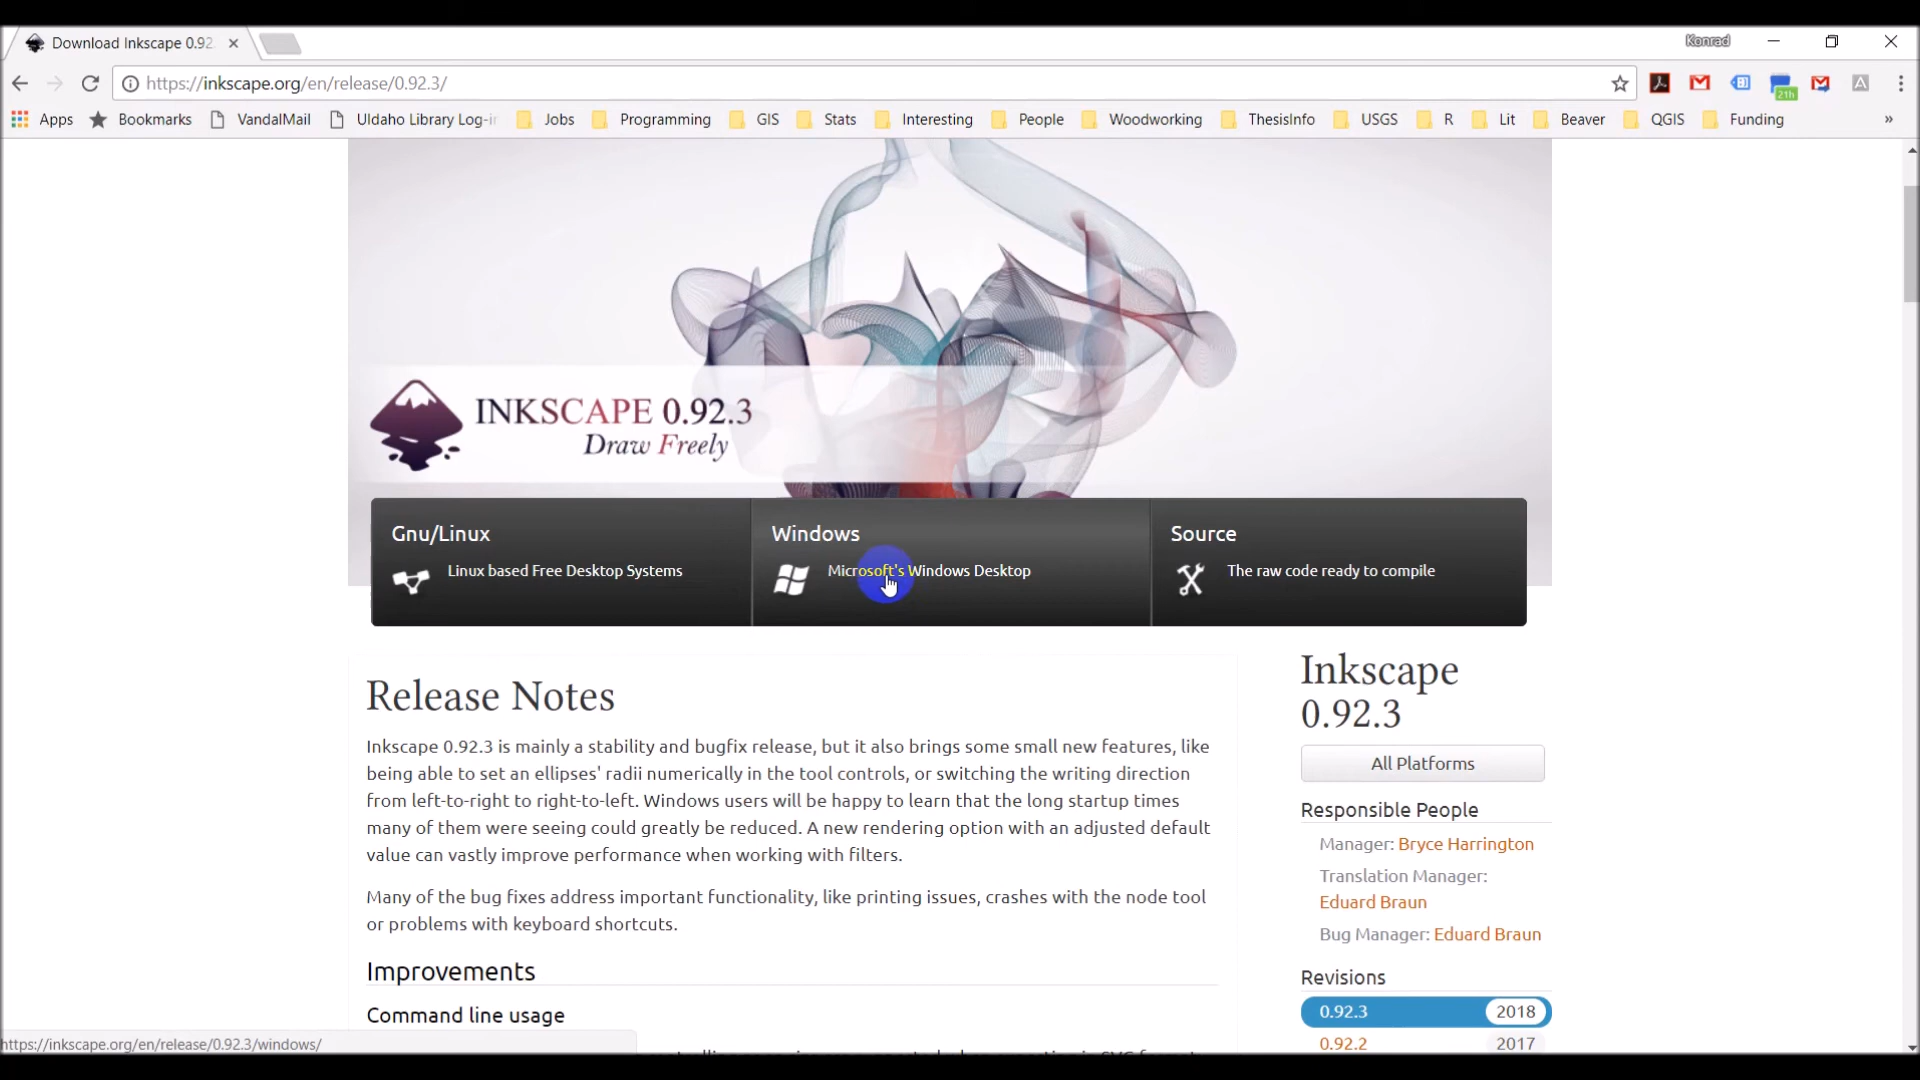 Download Inkscape 0.92.
Konrad
https://inkscape.org/en/release/0.92.3/
21h
Apps Bookmarks VandalMail UIdaho Library Log-in Jobs Programming GIS Stats Interesting People Woodworking ThesisInfo USGS R Lit Beaver QGIS Funding »
INKSCAPE 0.92.3
Draw Freely
Gnu/Linux
Linux based Free Desktop Systems
Windows
Microsoft's Windows Desktop
Source
The raw code ready to compile
Release Notes
Inkscape 0.92.3 is mainly a stability and bugfix release, but it also brings some small new features, like
being able to set an ellipses' radii numerically in the tool controls, or switching the writing direction
from left-to-right to right-to-left. Windows users will be happy to learn that the long startup times
many of them were seeing could greatly be reduced. A new rendering option with an adjusted default
value can vastly improve performance when working with filters.
Many of the bug fixes address important functionality, like printing issues, crashes with the node tool
or problems with keyboard shortcuts.
Improvements
Command line usage
Inkscape
0.92.3
All Platforms
Responsible People
Manager: Bryce Harrington
Translation Manager:
Eduard Braun
Bug Manager: Eduard Braun
Revisions
0.92.3 2018
0.92.2 2017
https://inkscape.org/en/release/0.92.3/windows/